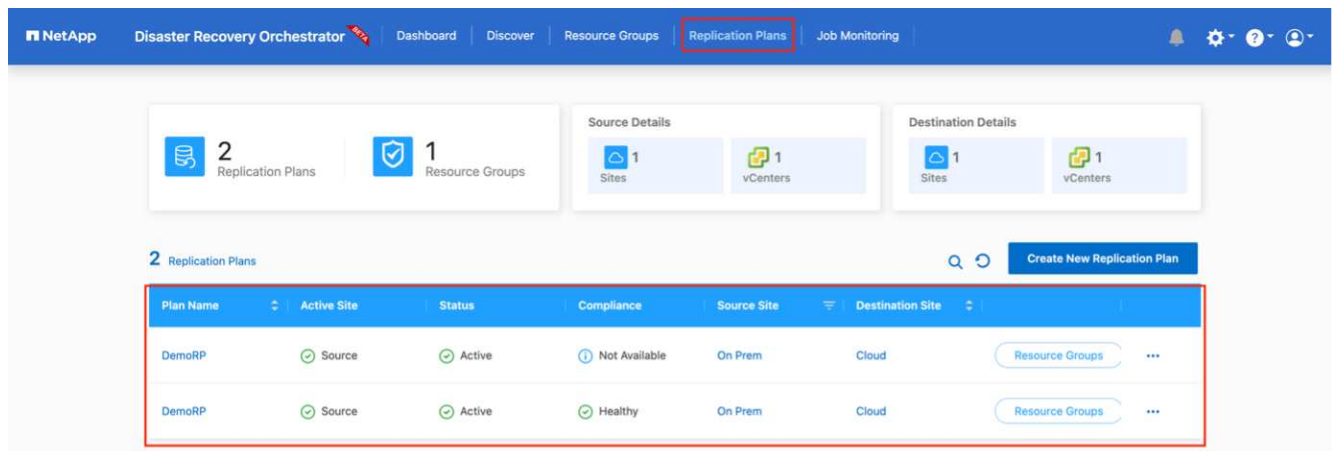 NetApp Disaster Recovery Orchestrator BETA Dashboard Discover Resource Groups Replication Plans Job Monitoring
Source Details Destination Details
2 1 1 1 1 1
Replication Plans Resource Groups Sites vCenters Sites vCenters
2 Replication Plans Create New Replication Plan
Plan Name Active Site Status Compliance Source Site Destination Site
DemoRP Source Active Not Available On Prem Cloud Resource Groups
DemoRP Source Active Healthy On Prem Cloud Resource Groups